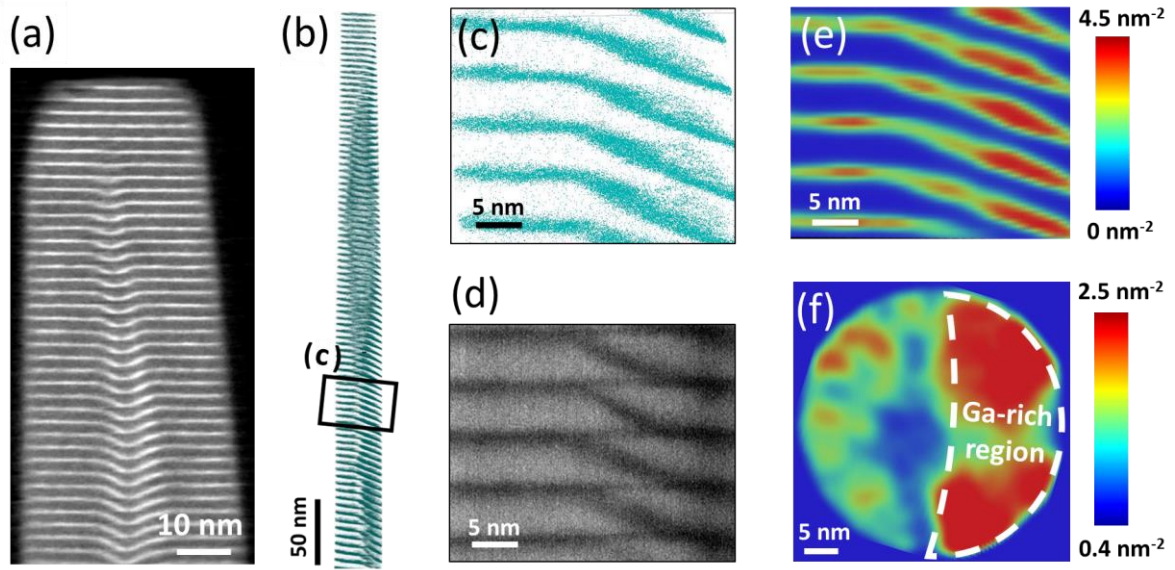 (a)
10 nm
(b)
(c)
50 nm
(c)
5 nm
(d)
5 nm
(e)
5 nm
4.5 nm⁻²
0 nm⁻²
(f)
Ga-rich
region
5 nm
2.5 nm⁻²
0.4 nm⁻²